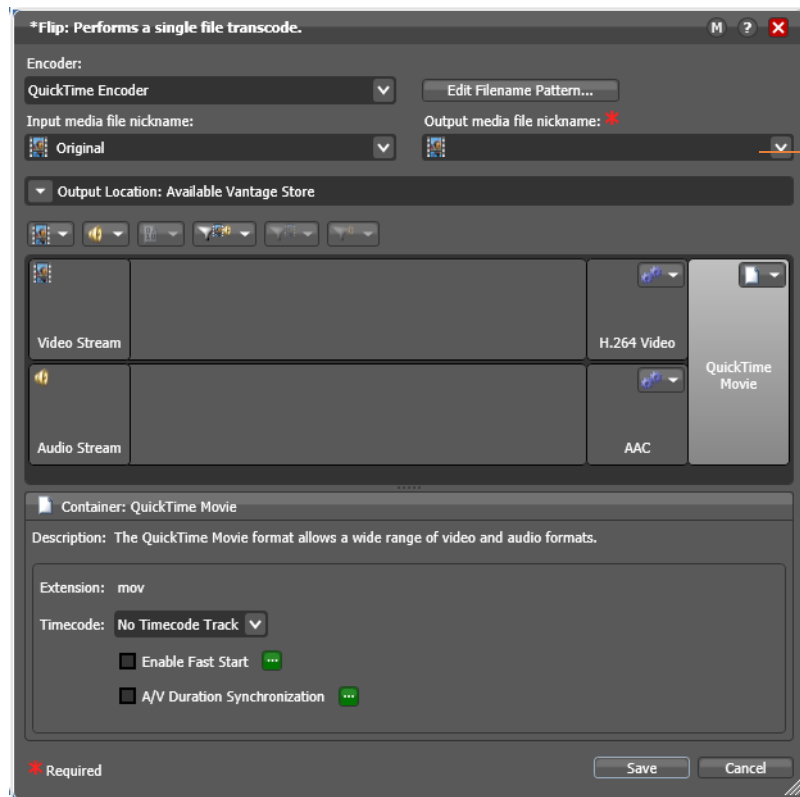 *Flip: Performs a single file transcode.
M ?
Encoder:
QuickTime Encoder
Edit Filename Pattern...
Input media file nickname:
Output media file nickname: *
Original
Output Location: Available Vantage Store
Video Stream
H.264 Video
QuickTime
Movie
Audio Stream
AAC
Container: QuickTime Movie
Description: The QuickTime Movie format allows a wide range of video and audio formats.
Extension: mov
Timecode: No Timecode Track
Enable Fast Start ...
A/V Duration Synchronization ...
* Required
Save
Cancel